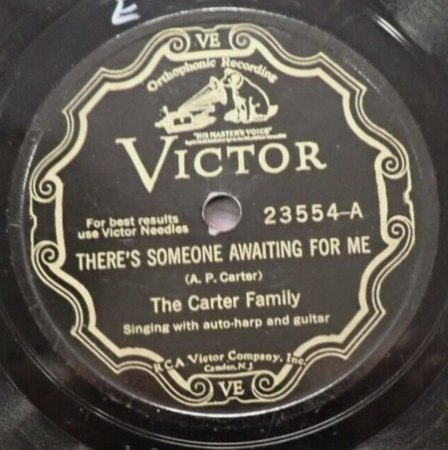 E
VE
Orthophonic Recording
"HIS MASTER'S VOICE"
VICTOR
For best results
use Victor Needles
23554-A
THERE'S SOMEONE AWAITING FOR ME
(A. P. Carter)
The Carter Family
Singing with auto-harp and guitar
RCA Victor Company, Inc.
Camden, N.J.
VE